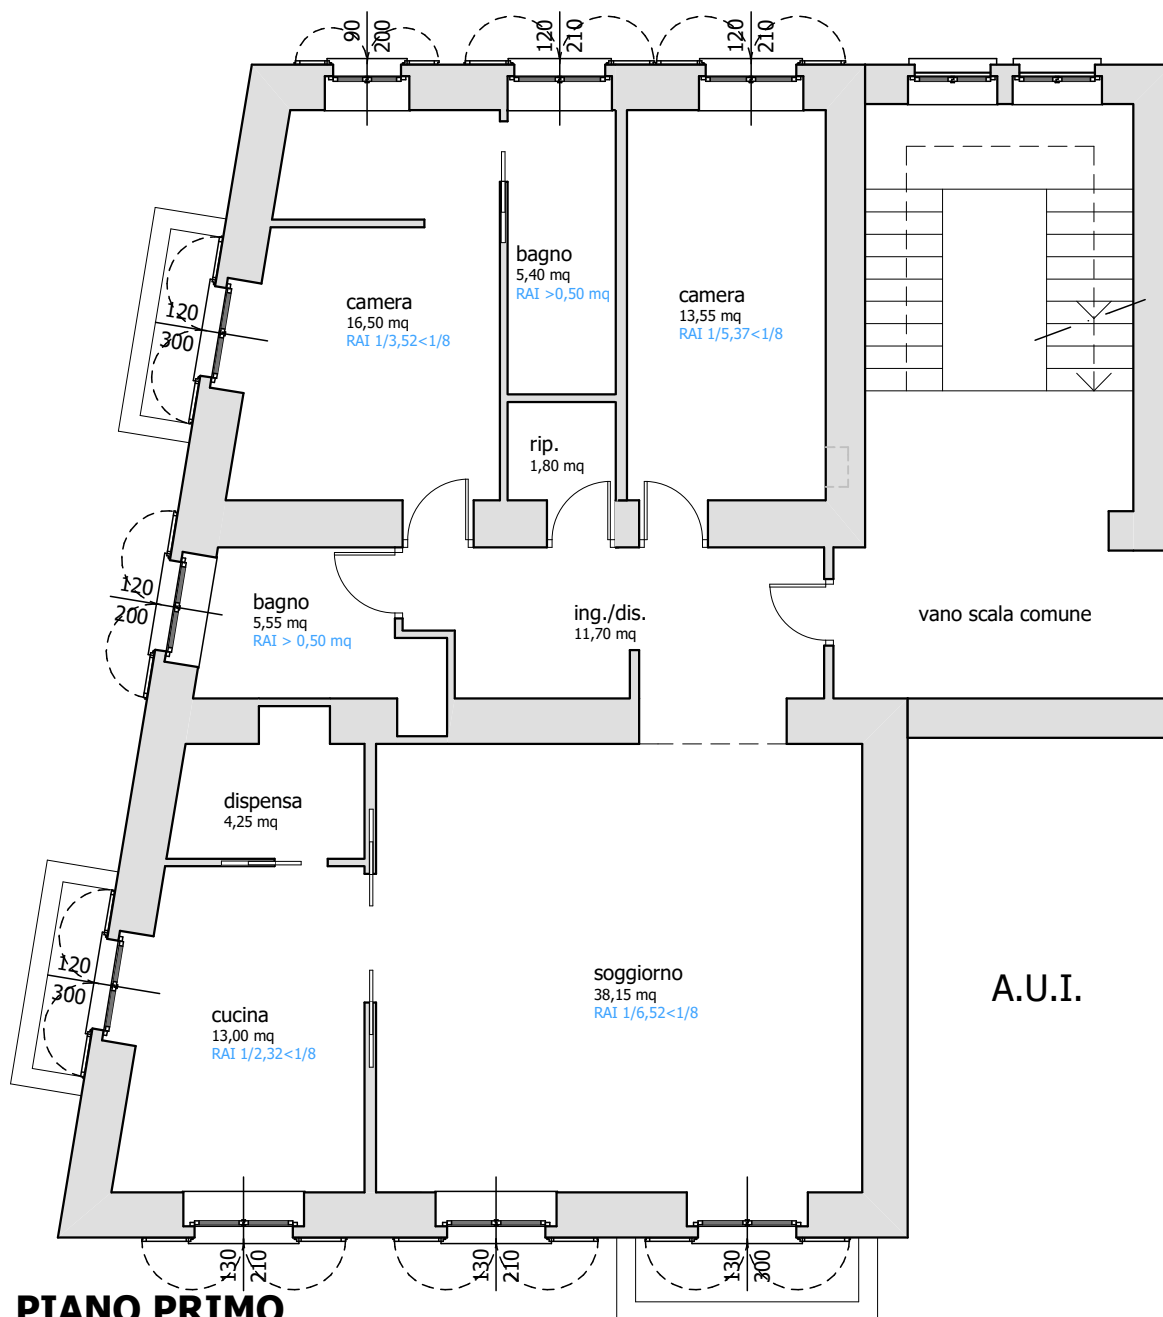 90
200
120
210
120
210
bagno
5,40 mq
RAI >0,50 mq
camera
16,50 mq
RAI 1/3,52<1/8
camera
13,55 mq
RAI 1/5,37<1/8
120
300
rip.
1,80 mq
120
200
bagno
5,55 mq
RAI > 0,50 mq
ing./dis.
11,70 mq
vano scala comune
dispensa
4,25 mq
120
300
cucina
13,00 mq
RAI 1/2,32<1/8
soggiorno
38,15 mq
RAI 1/6,52<1/8
A.U.I.
130
210
130
210
130
300
PIANO PRIMO